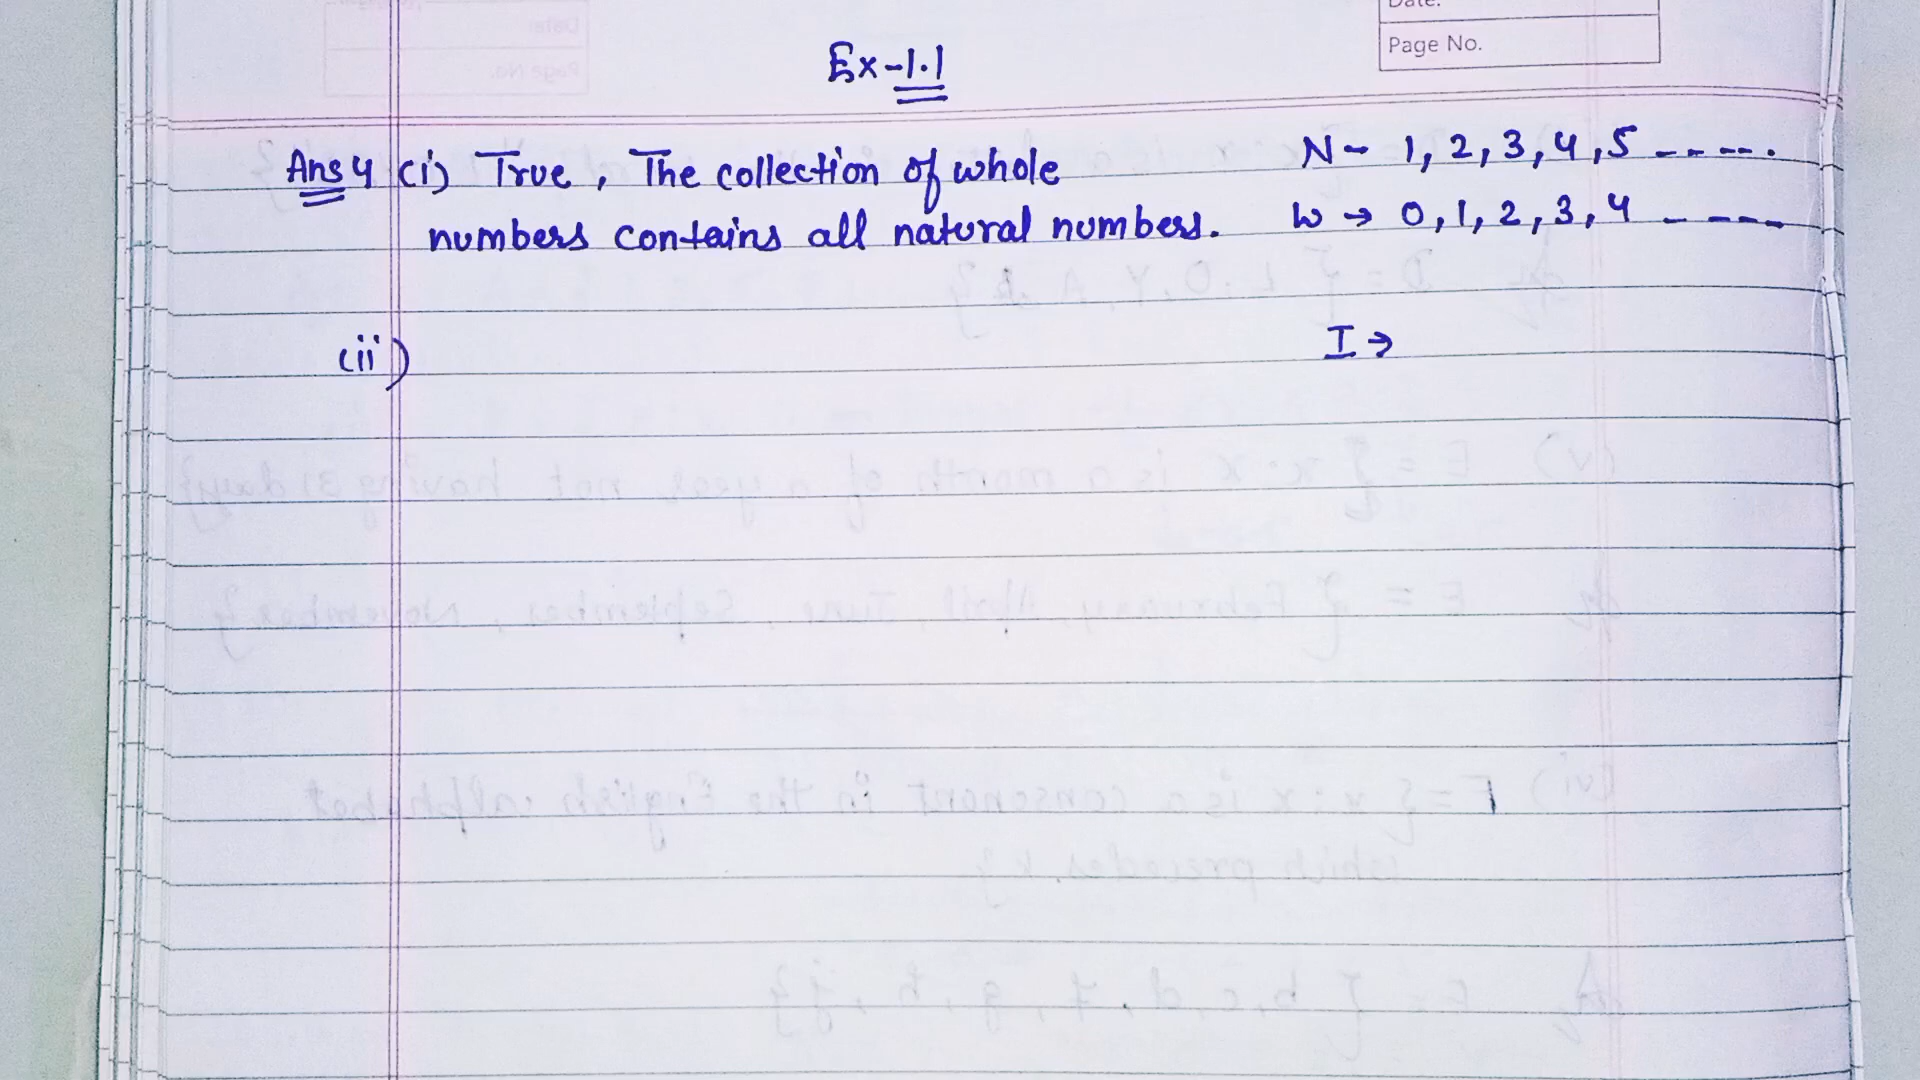 Date:
Page No.
Ex-1.1
Ans 4 (i) True, The collection of whole
numbers contains all natural numbers.
N- 1, 2, 3, 4, 5 -----.
W → 0, 1, 2, 3, 4 -----
(ii)
I →